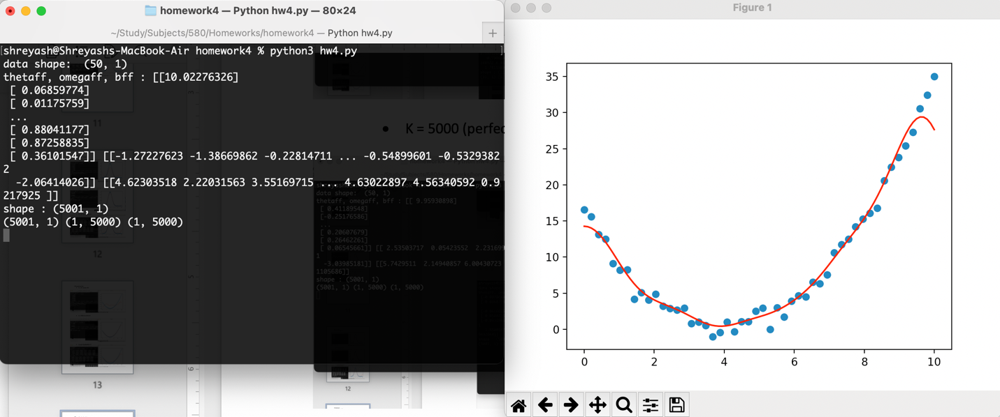 homework4 — Python hw4.py — 80×24
~/Study/Subjects/580/Homeworks/homework4 — Python hw4.py
+
[shreyash@Shreyashs-MacBook-Air homework4 % python3 hw4.py ]
data shape:  (50, 1)
thetaff, omegaff, bff : [[10.02276326]
 [ 0.06859774]
 [ 0.01175759]
 ...
 [ 0.88041177]
 [ 0.87258835]
 [ 0.36101547]] [[-1.27227623 -1.38669862 -0.22814711 ... -0.54899601 -0.5329382
2
  -2.06414026]] [[4.62303518 2.22031563 3.55169715 ... 4.63022897 4.56340592 0.9
217925 ]]
shape : (5001, 1)
(5001, 1) (1, 5000) (1, 5000)
11
12
13
• K = 5000 (perfec
data shape:  (50, 1)
thetaff, omegaff, bff : [[ 9.95930898]
 [ 0.41189548]
 [-0.25176586]
 ...
 [ 0.20607679]
 [ 0.26462261]
 [ 0.06545661]] [[ 2.53503717  0.05423552  2.231699
1
  -3.03985181]] [[5.7429511  2.14940857 6.00430723
1105686]]
shape : (5001, 1)
(5001, 1) (1, 5000) (1, 5000)
12
5
6
Figure 1
35
30
25
20
15
10
5
0
0 2 4 6 8 10